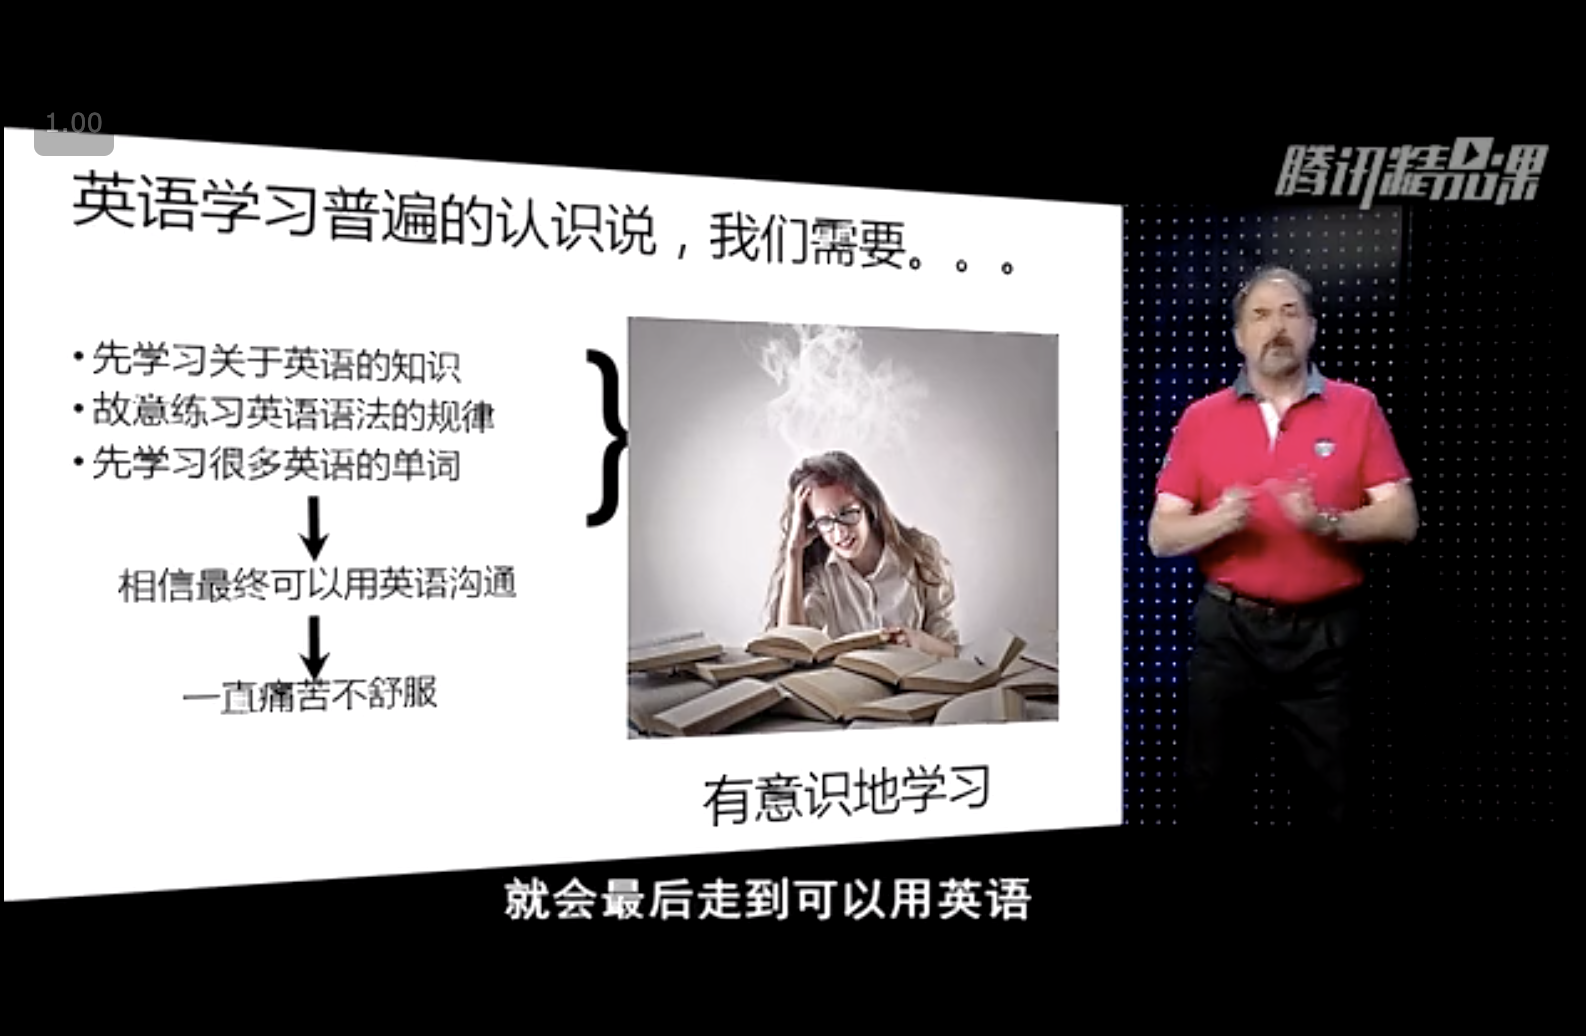 1.00
腾讯精品课
英语学习普遍的认识说，我们需要。。。
• 先学习关于英语的知识
• 故意练习英语语法的规律
• 先学习很多英语的单词
相信最终可以用英语沟通
一直痛苦不舒服
有意识地学习
就会最后走到可以用英语